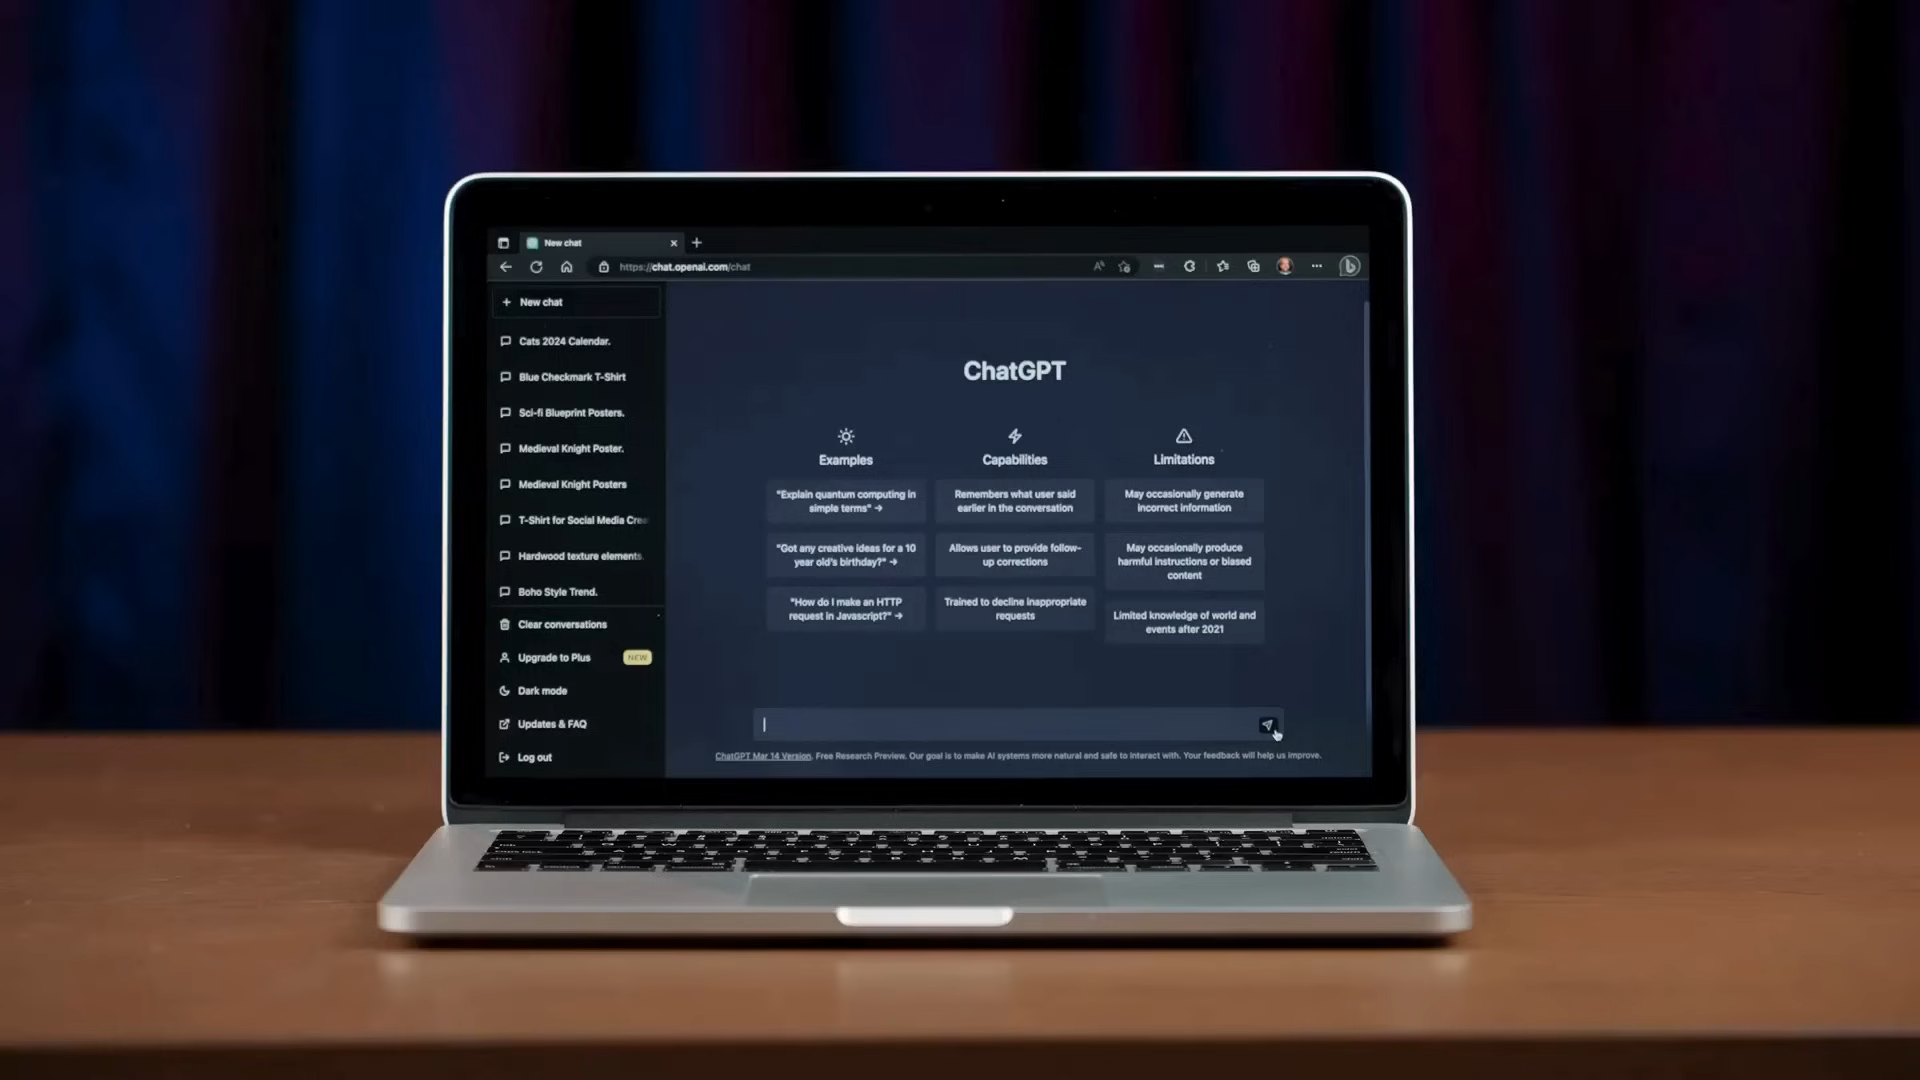 New chat
https://chat.openai.com/chat
New chat
Cats 2024 Calendar.
Blue Checkmark T-Shirt
Sci-fi Blueprint Posters.
Medieval Knight Poster.
Medieval Knight Posters
T-Shirt for Social Media Cre
Hardwood texture elements.
Boho Style Trend.
Clear conversations
Upgrade to Plus
NEW
Dark mode
Updates & FAQ
Log out
ChatGPT
Examples
"Explain quantum computing in
simple terms" →
"Got any creative ideas for a 10
year old's birthday?" →
"How do I make an HTTP
request in Javascript?" →
Capabilities
Remembers what user said
earlier in the conversation
Allows user to provide follow-
up corrections
Trained to decline inappropriate
requests
Limitations
May occasionally generate
incorrect information
May occasionally produce
harmful instructions or biased
content
Limited knowledge of world and
events after 2021
ChatGPT Mar 14 Version. Free Research Preview. Our goal is to make AI systems more natural and safe to interact with. Your feedback will help us improve.